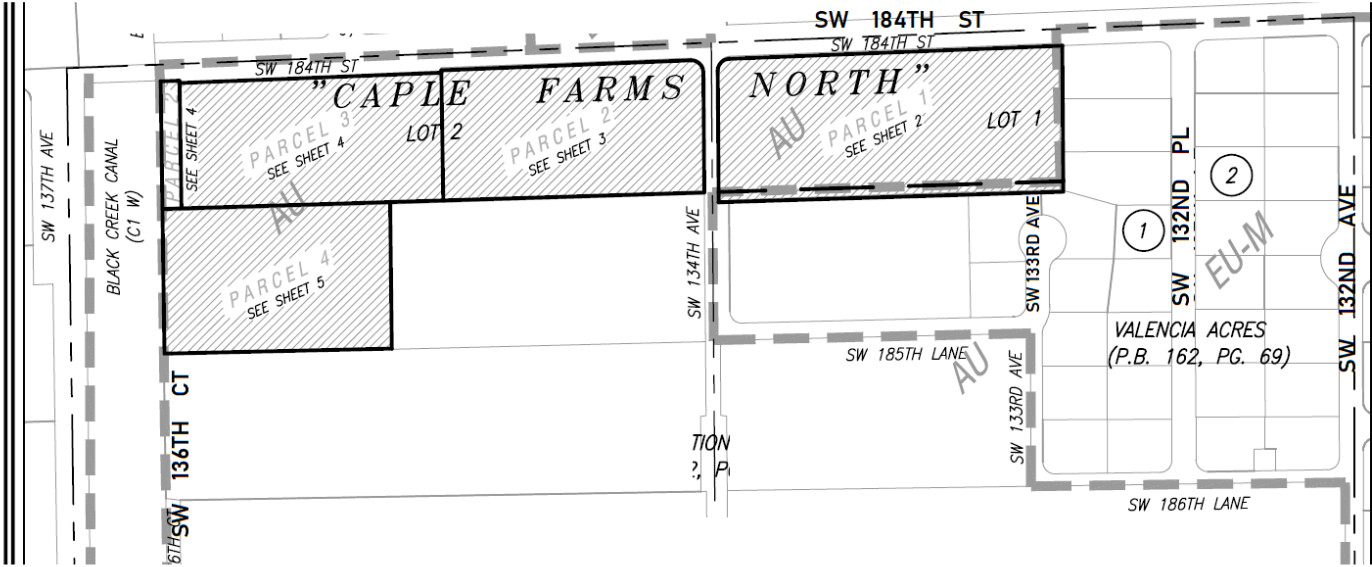 SW 184TH ST
SW 184TH ST
SW 184TH ST
"CAPLE FARMS NORTH"
PARCEL 2
SEE SHEET 4
PARCEL 3
SEE SHEET 4
LOT 2
PARCEL 2
SEE SHEET 3
AU
PARCEL 1
SEE SHEET 2
LOT 1
SW 137TH AVE
BLACK CREEK CANAL
(C1 W)
AU
PARCEL 4
SEE SHEET 5
SW 134TH AVE
SW 133RD AVE
1
SW 132ND PL
2
EU-M
SW 132ND AVE
VALENCIA ACRES
(P.B. 162, PG. 69)
SW 185TH LANE
AU
SW 133RD AVE
SW 136TH CT
TION
SW 186TH LANE